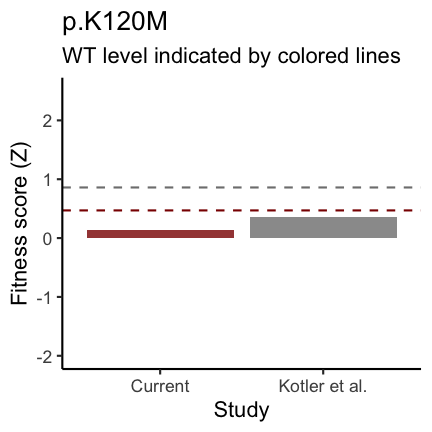 p.K120M
WT level indicated by colored lines
Fitness score (Z)
2
1
0
-1
-2
Current Kotler et al.
Study